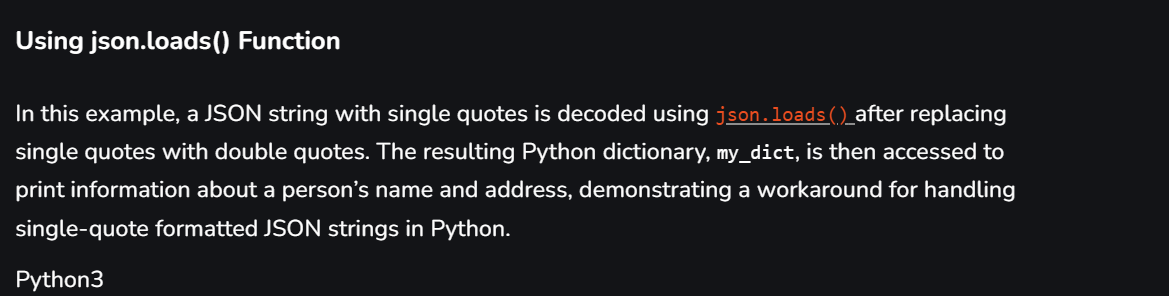 Using json.loads() Function
In this example, a JSON string with single quotes is decoded using json.loads() after replacing
single quotes with double quotes. The resulting Python dictionary, my_dict, is then accessed to
print information about a person’s name and address, demonstrating a workaround for handling
single-quote formatted JSON strings in Python.
Python3